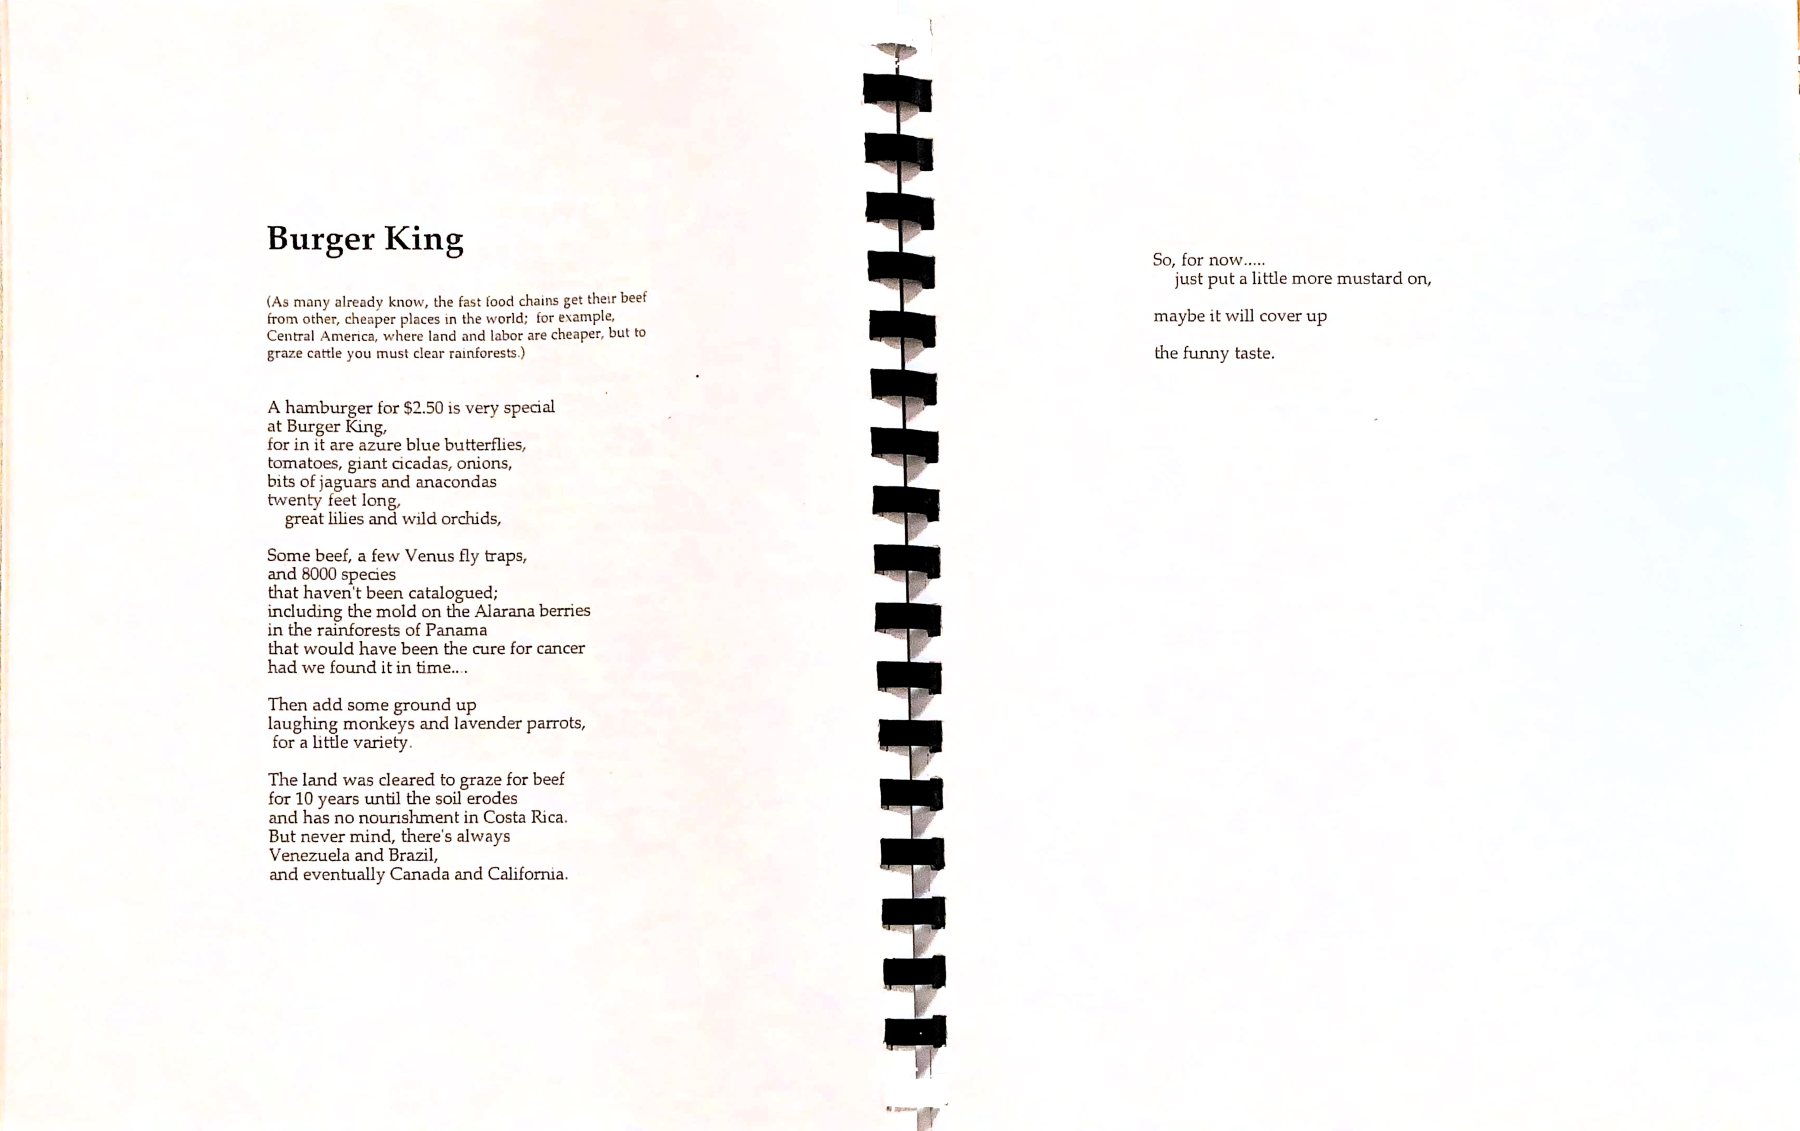 Burger King
(As many already know, the fast food chains get their beef
from other, cheaper places in the world; for example,
Central America, where land and labor are cheaper, but to
graze cattle you must clear rainforests.)
A hamburger for $2.50 is very special
at Burger King,
for in it are azure blue butterflies,
tomatoes, giant cicadas, onions,
bits of jaguars and anacondas
twenty feet long,
great lilies and wild orchids,
Some beef, a few Venus fly traps,
and 8000 species
that haven't been catalogued;
including the mold on the Alarana berries
in the rainforests of Panama
that would have been the cure for cancer
had we found it in time....
Then add some ground up
laughing monkeys and lavender parrots,
for a little variety.
The land was cleared to graze for beef
for 10 years until the soil erodes
and has no nourishment in Costa Rica.
But never mind, there's always
Venezuela and Brazil,
and eventually Canada and California.
So, for now.....
just put a little more mustard on,
maybe it will cover up
the funny taste.